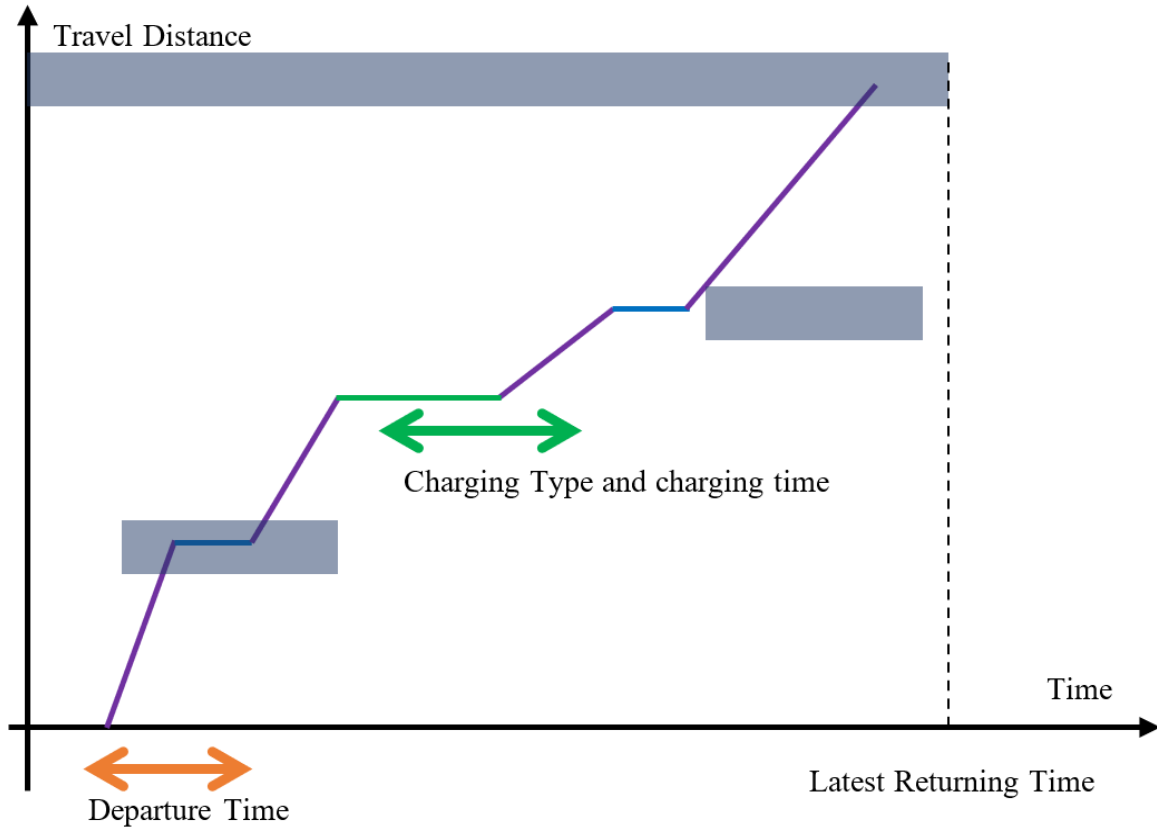 Travel Distance
Charging Type and charging time
Time
Latest Returning Time
Departure Time